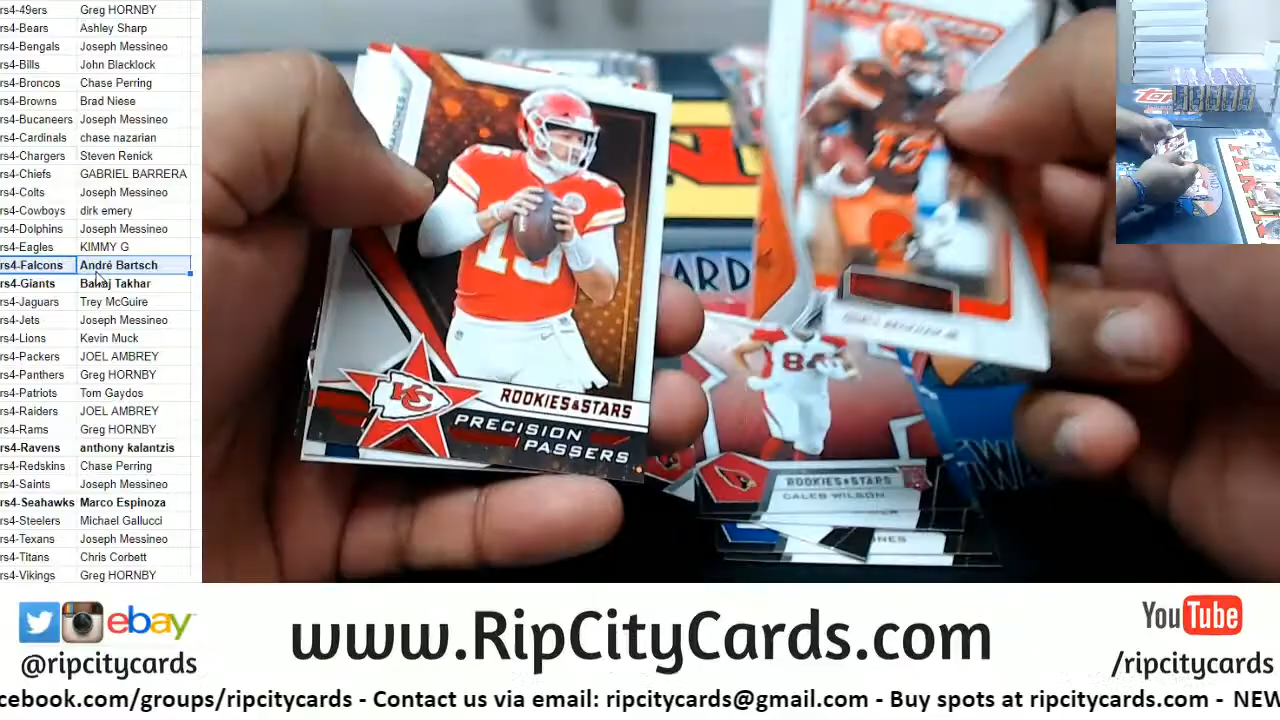 rs4-49ers Greg HORNBY
rs4-Bears Ashley Sharp
rs4-Bengals Joseph Messineo
rs4-Bills John Blacklock
rs4-Broncos Chase Perring
rs4-Browns Brad Niese
rs4-Bucaneers Joseph Messineo
rs4-Cardinals chase nazarian
rs4-Chargers Steven Renick
rs4-Chiefs GABRIEL BARRERA
rs4-Colts Joseph Messineo
rs4-Cowboys dirk emery
rs4-Dolphins Joseph Messineo
rs4-Eagles KIMMY G
rs4-Falcons André Bartsch
rs4-Giants Takhar
rs4-Jaguars Trey McGuire
rs4-Jets Joseph Messineo
rs4-Lions Kevin Muck
rs4-Packers JOEL AMBREY
rs4-Panthers Greg HORNBY
rs4-Patriots Tom Gaydos
rs4-Raiders JOEL AMBREY
rs4-Rams Greg HORNBY
rs4-Ravens anthony kalantzis
rs4-Redskins Chase Perring
rs4-Saints Joseph Messineo
rs4-Seahawks Marco Espinoza
rs4-Steelers Michael Gallucci
rs4-Texans Joseph Messineo
rs4-Titans Chris Corbett
rs4-Vikings Greg HORNBY
15
KC
ROOKIES&STARS
PRECISION
PASSERS
13
84
ROOKIES&STARS
CALEB WILSON
ebay
@ripcitycards
www.RipCityCards.com
YouTube
/ripcitycards
cebook.com/groups/ripcitycards - Contact us via email: ripcitycards@gmail.com - Buy spots at ripcitycards.com - NEW